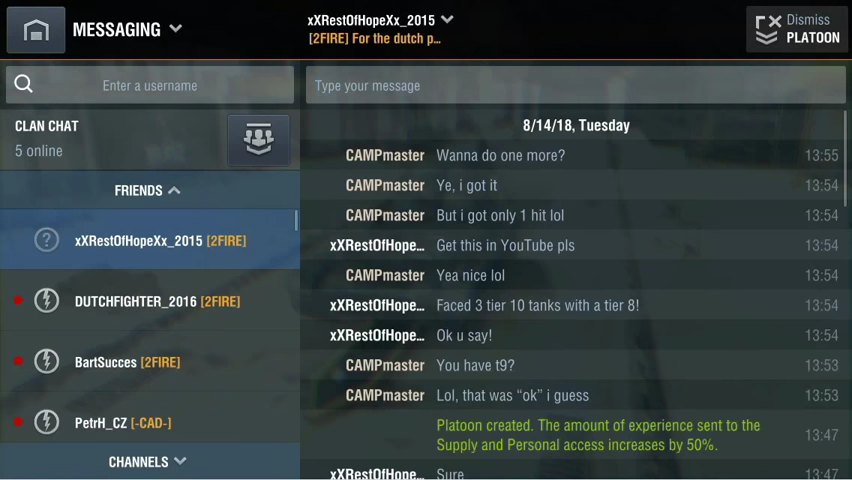 MESSAGING
xXRestOfHopeXx_2015
[2FIRE] For the dutch p...
Dismiss
PLATOON
Enter a username
Type your message
CLAN CHAT
5 online
FRIENDS
xXRestOfHopeXx_2015 [2FIRE]
DUTCHFIGHTER_2016 [2FIRE]
BartSucces [2FIRE]
PetrH_CZ [-CAD-]
CHANNELS
8/14/18, Tuesday
CAMPmaster Wanna do one more? 13:55
CAMPmaster Ye, i got it 13:54
CAMPmaster But i got only 1 hit lol 13:54
xXRestOfHope... Get this in YouTube pls 13:54
CAMPmaster Yea nice lol 13:54
xXRestOfHope... Faced 3 tier 10 tanks with a tier 8! 13:54
xXRestOfHope... Ok u say! 13:54
CAMPmaster You have t9? 13:53
CAMPmaster Lol, that was “ok” i guess 13:53
Platoon created. The amount of experience sent to the
Supply and Personal access increases by 50%. 13:47
xXRestOfHope... Sure 13:47